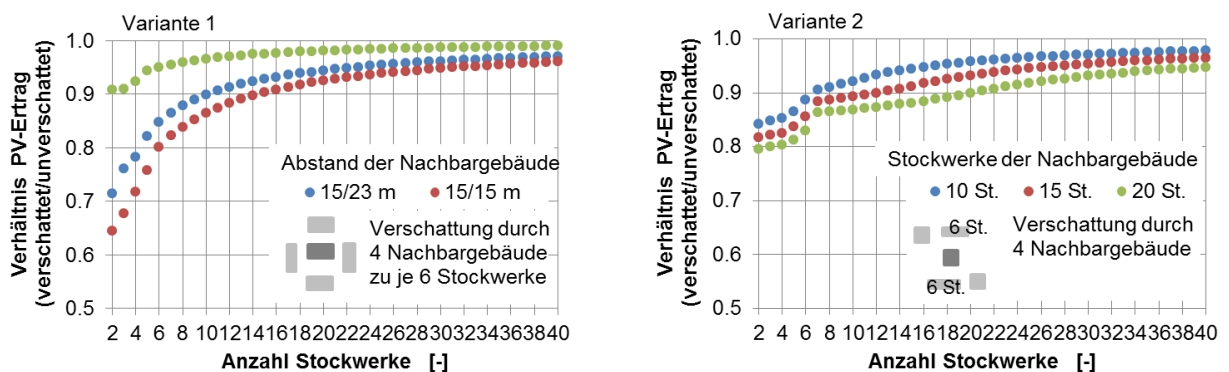 Variante 1
Verhältnis PV-Ertrag
(verschattet/unverschattet)
1.0
0.9
0.8
0.7
0.6
0.5
Abstand der Nachbargebäude
15/23 m 15/15 m
Verschattung durch
4 Nachbargebäude
zu je 6 Stockwerke
2 4 6 8 10 12 14 16 18 20 22 24 26 28 30 32 34 36 38 40
Anzahl Stockwerke [-]
Variante 2
Verhältnis PV-Ertrag
(verschattet/unverschattet)
1.0
0.9
0.8
0.7
0.6
0.5
Stockwerke der Nachbargebäude
10 St. 15 St. 20 St.
6 St.
6 St.
Verschattung durch
4 Nachbargebäude
2 4 6 8 10 12 14 16 18 20 22 24 26 28 30 32 34 36 38 40
Anzahl Stockwerke [-]